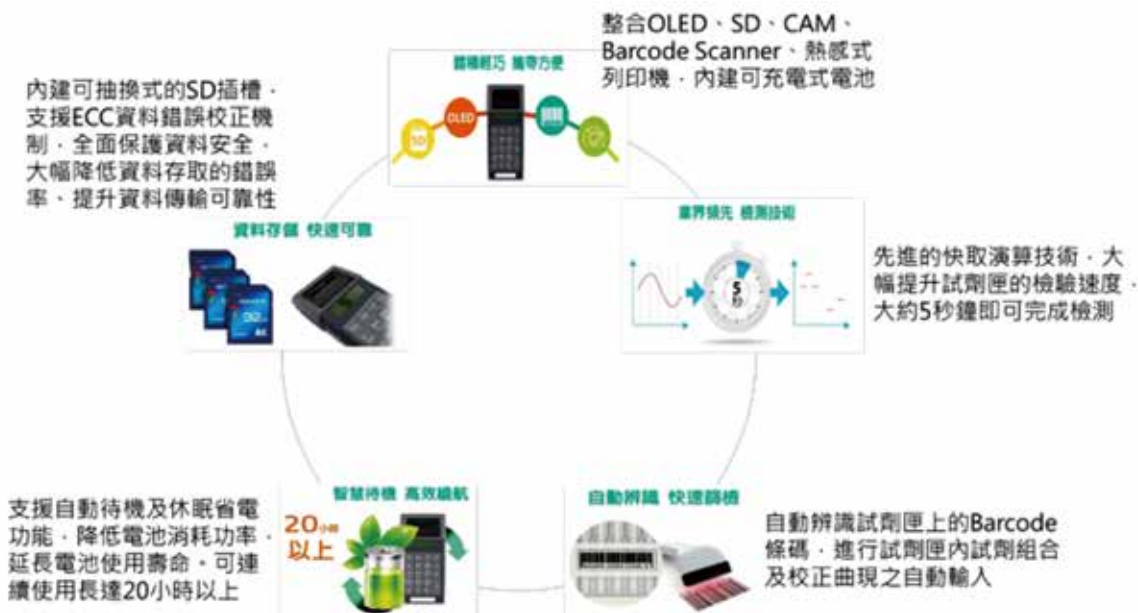 體積輕巧 攜帶方便
SD
OLED
整合OLED、SD、CAM、
Barcode Scanner、熱感式
列印機，內建可充電式電池
內建可抽換式的SD插槽，
支援ECC資料錯誤校正機
制，全面保護資料安全，
大幅降低資料存取的錯誤
率、提升資料傳輸可靠性
資料存儲 快速可靠
業界領先 檢測技術
5
秒
先進的快取演算技術，大
幅提升試劑匣的檢驗速度，
大約5秒鐘即可完成檢測
智慧待機 高效續航
20小時
以上
支援自動待機及休眠省電
功能，降低電池消耗功率，
延長電池使用壽命。可連
續使用長達20小時以上
自動辨識 快速篩檢
自動辨識試劑匣上的Barcode
條碼，進行試劑匣內試劑組合
及校正曲現之自動輸入